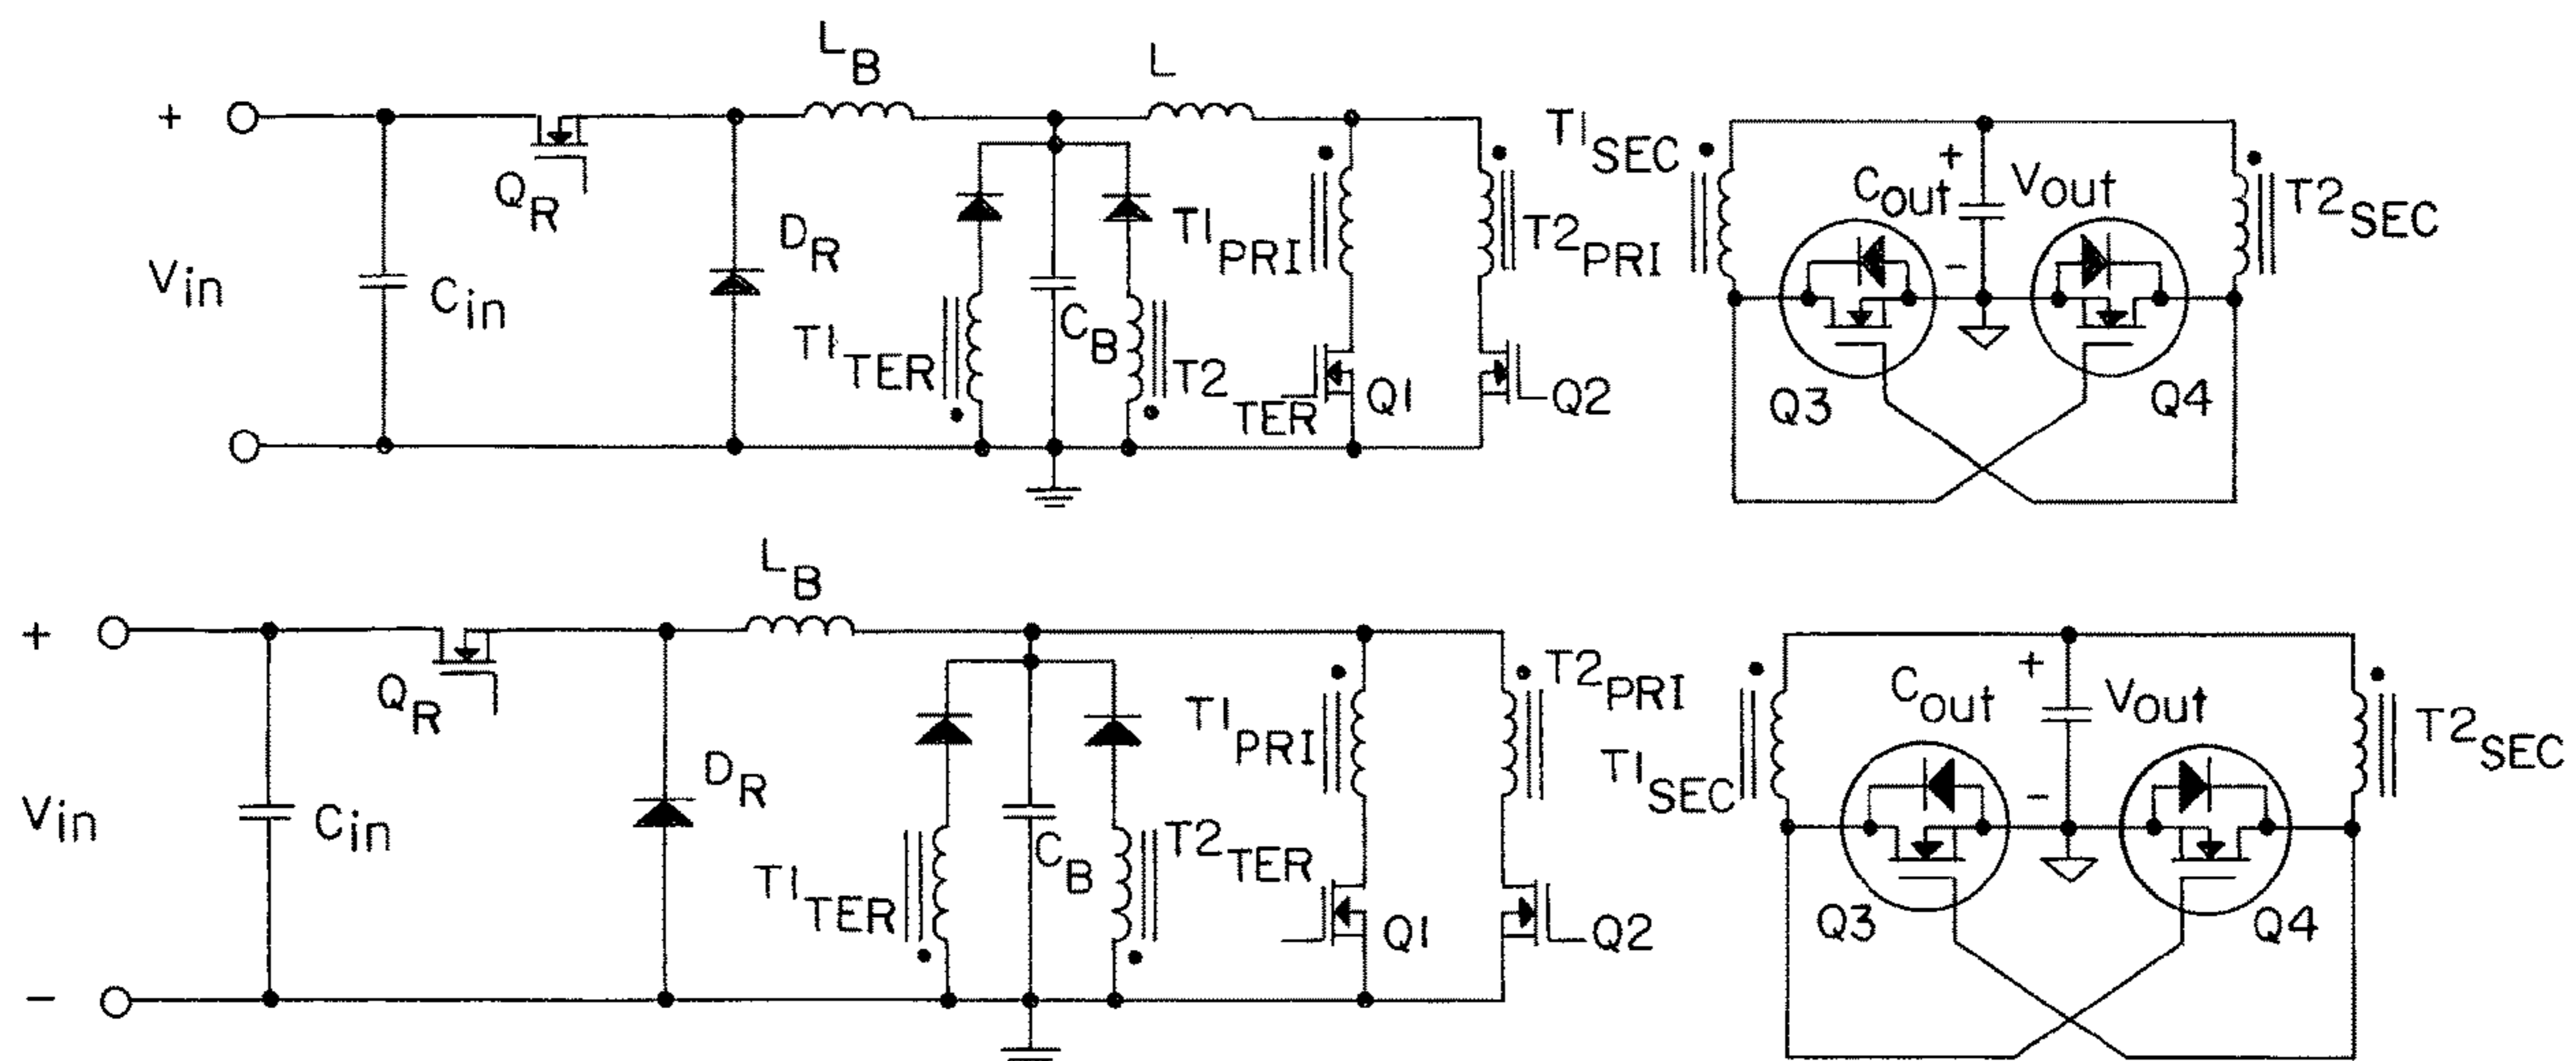 L_B
L
+
Q_R
V_in
C_in
D_R
T1_TER
C_B
T2_TER
T1_PRI
T2_PRI
Q1
Q2
T1_SEC
C_out
+
V_out
-
T2_SEC
Q3
Q4
L_B
+
Q_R
V_in
C_in
D_R
-
T1_TER
C_B
T2_TER
T1_PRI
T2_PRI
Q1
Q2
T1_SEC
C_out
+
V_out
-
T2_SEC
Q3
Q4